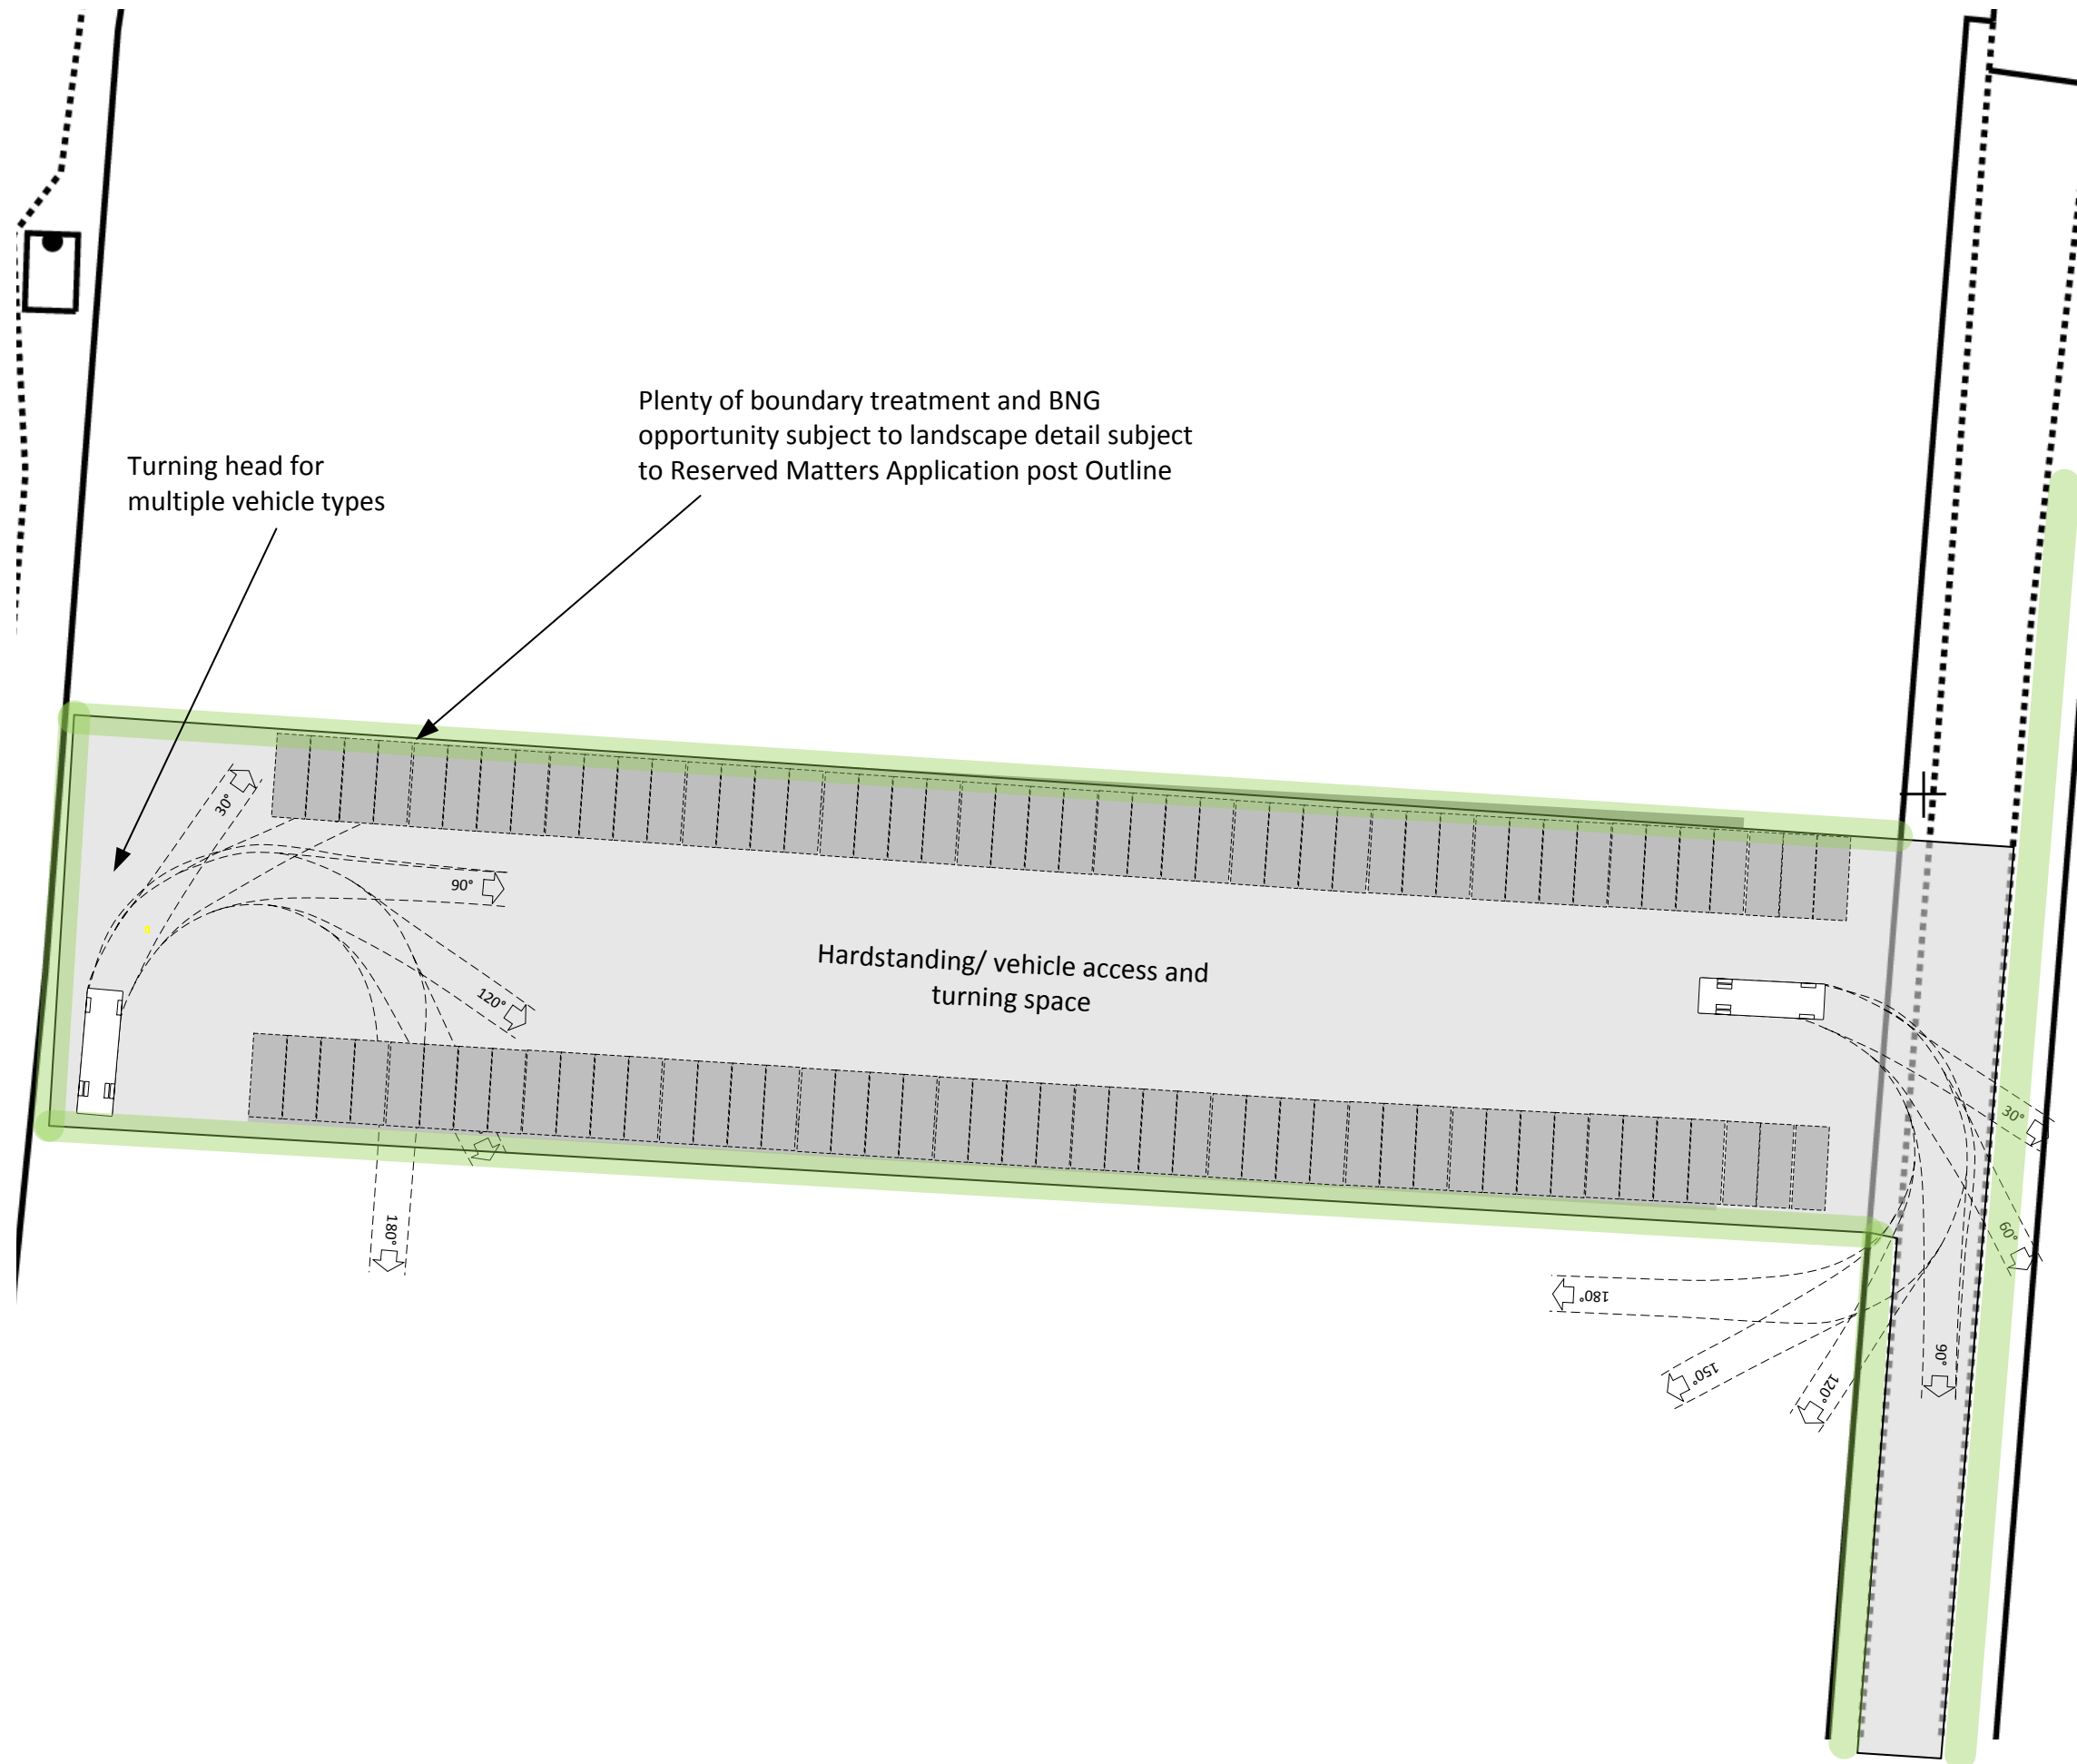 Plenty of boundary treatment and BNG
opportunity subject to landscape detail subject
to Reserved Matters Application post Outline
Turning head for
multiple vehicle types
30°
90°
120°
180°
Hardstanding/ vehicle access and
turning space
30°
60°
90°
120°
150°
180°